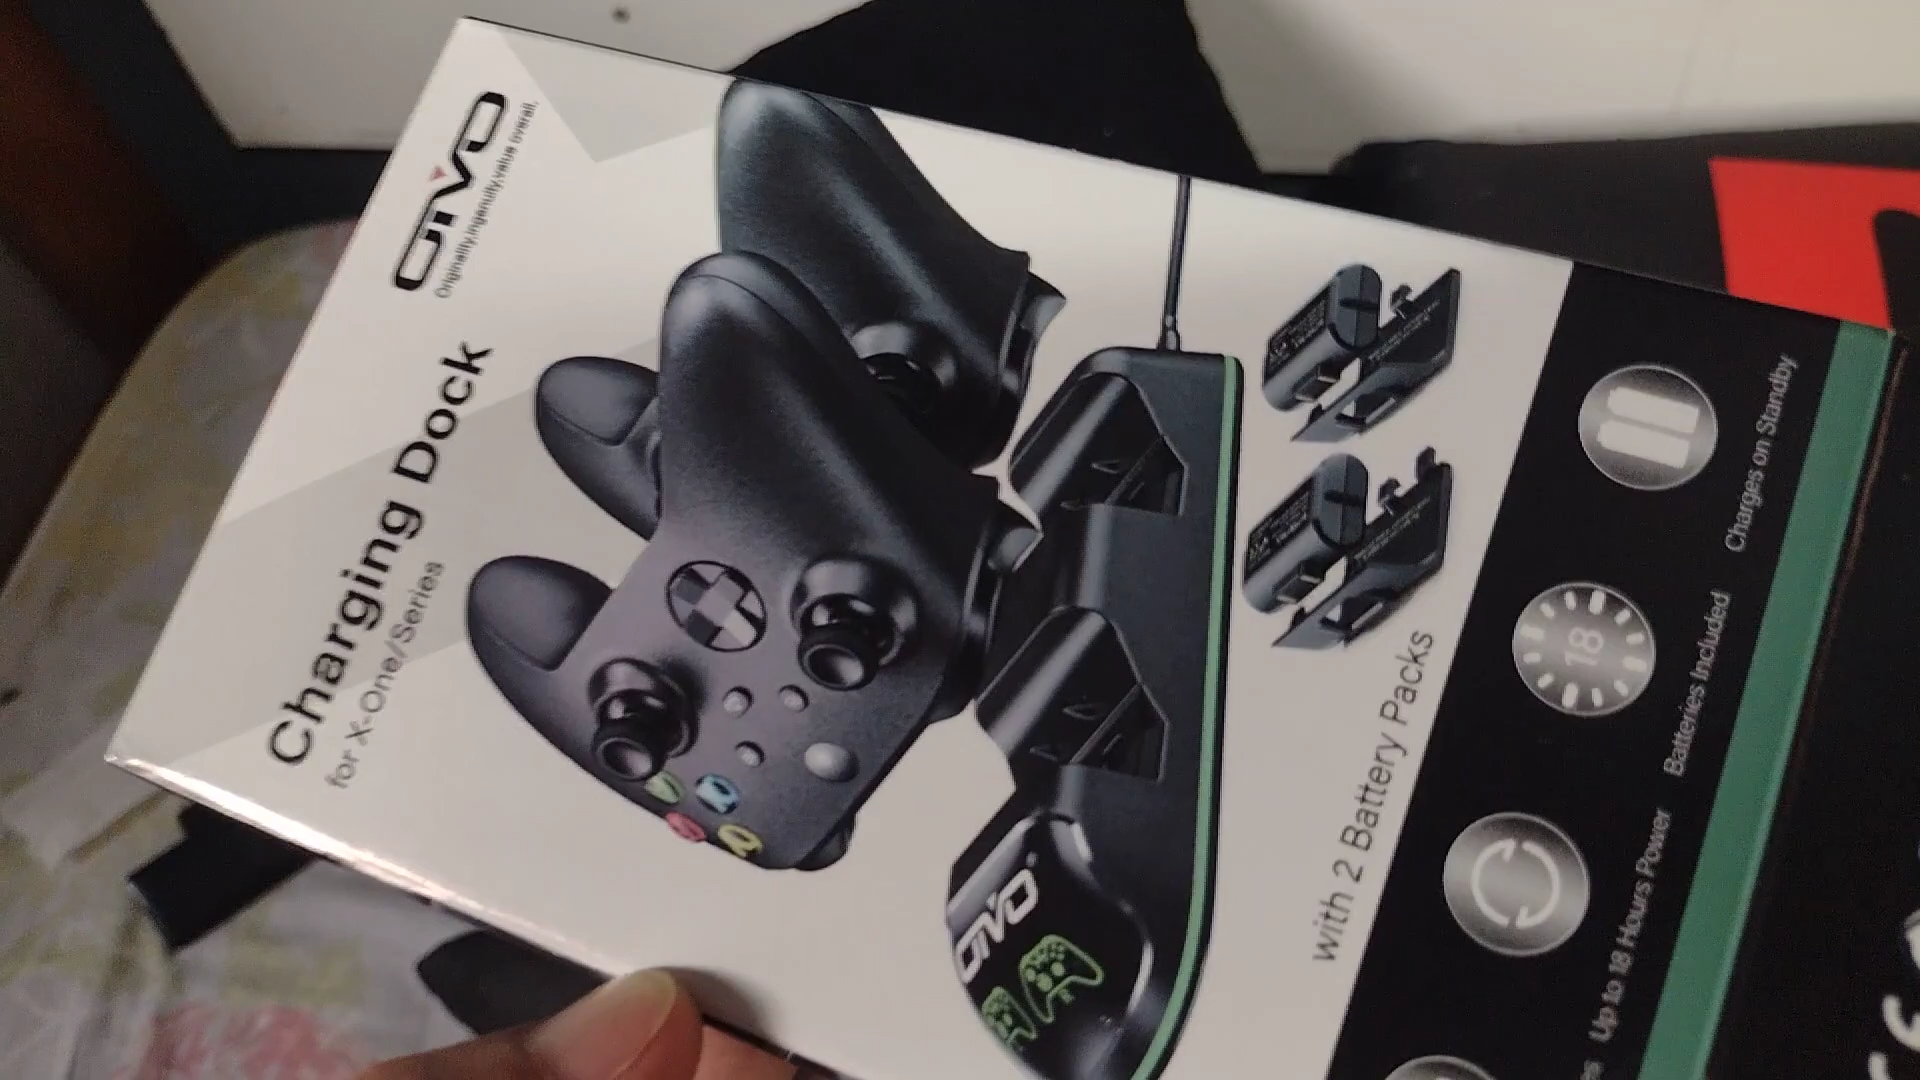 OIVO
Originality,ingenuity,value overall.
Charging Dock
for X-One/Series
OIVO
with 2 Battery Packs
Charges on Standby
18
Batteries Included
Up to 18 Hours Power